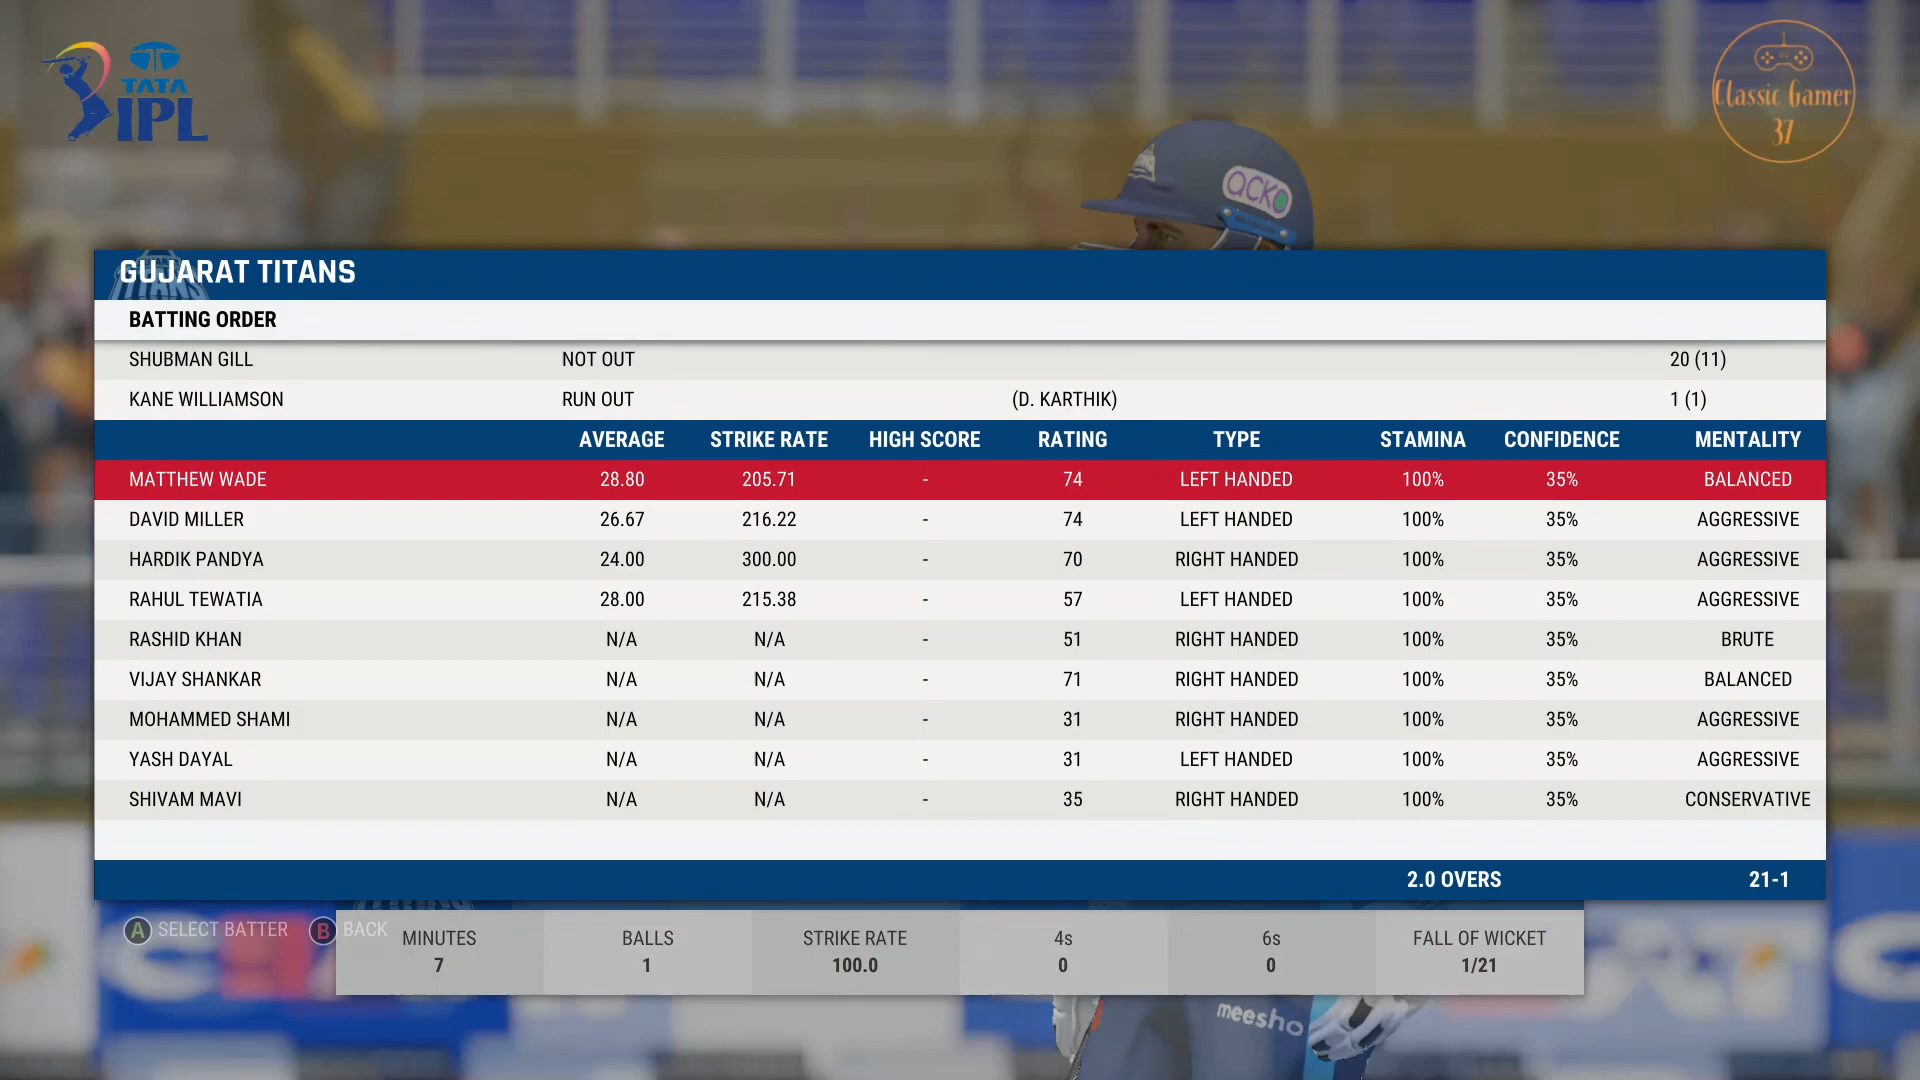 TATA
IPL
Classic Gamer
37
acko
GUJARAT TITANS
BATTING ORDER
SHUBMAN GILL NOT OUT 20 (11)
KANE WILLIAMSON RUN OUT (D. KARTHIK) 1 (1)
AVERAGE STRIKE RATE HIGH SCORE RATING TYPE STAMINA CONFIDENCE MENTALITY
MATTHEW WADE 28.80 205.71 - 74 LEFT HANDED 100% 35% BALANCED
DAVID MILLER 26.67 216.22 - 74 LEFT HANDED 100% 35% AGGRESSIVE
HARDIK PANDYA 24.00 300.00 - 70 RIGHT HANDED 100% 35% AGGRESSIVE
RAHUL TEWATIA 28.00 215.38 - 57 LEFT HANDED 100% 35% AGGRESSIVE
RASHID KHAN N/A N/A - 51 RIGHT HANDED 100% 35% BRUTE
VIJAY SHANKAR N/A N/A - 71 RIGHT HANDED 100% 35% BALANCED
MOHAMMED SHAMI N/A N/A - 31 RIGHT HANDED 100% 35% AGGRESSIVE
YASH DAYAL N/A N/A - 31 LEFT HANDED 100% 35% AGGRESSIVE
SHIVAM MAVI N/A N/A - 35 RIGHT HANDED 100% 35% CONSERVATIVE
2.0 OVERS 21-1
A SELECT BATTER B BACK
MINUTES BALLS STRIKE RATE 4s 6s FALL OF WICKET
7 1 100.0 0 0 1/21
meesho